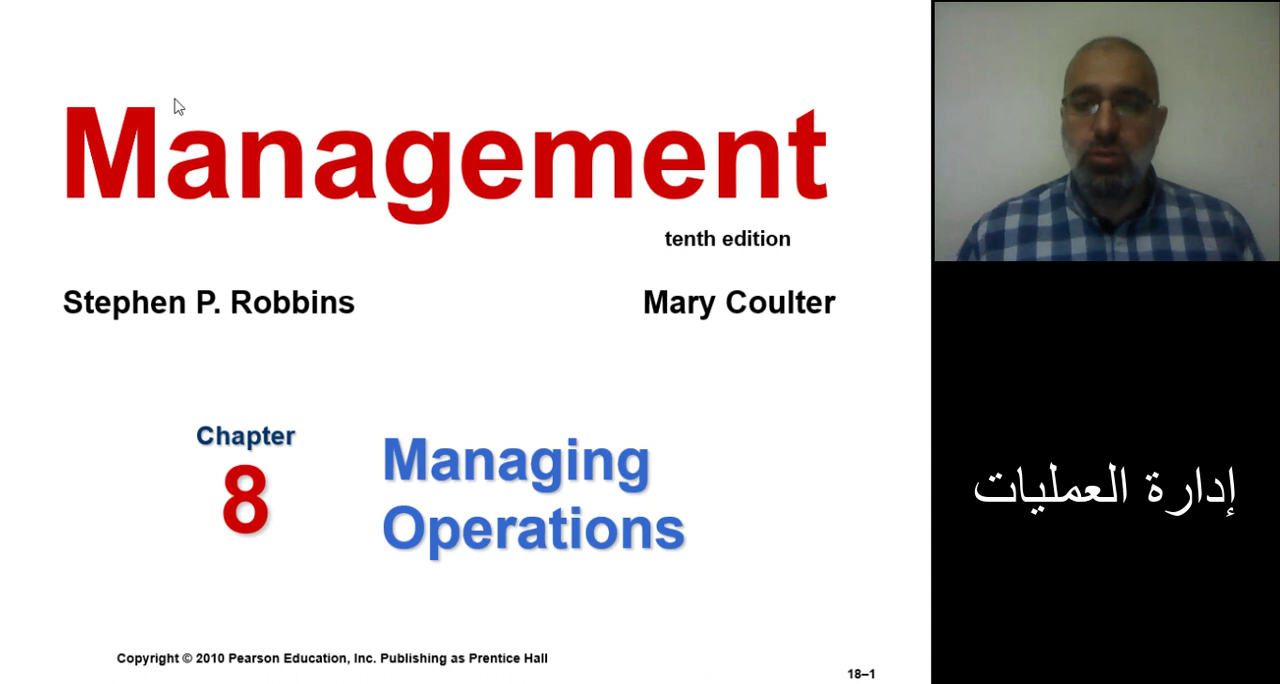 Management
tenth edition
Stephen P. Robbins
Mary Coulter
Chapter
8
Managing
Operations
Copyright © 2010 Pearson Education, Inc. Publishing as Prentice Hall
18–1
إدارة العمليات